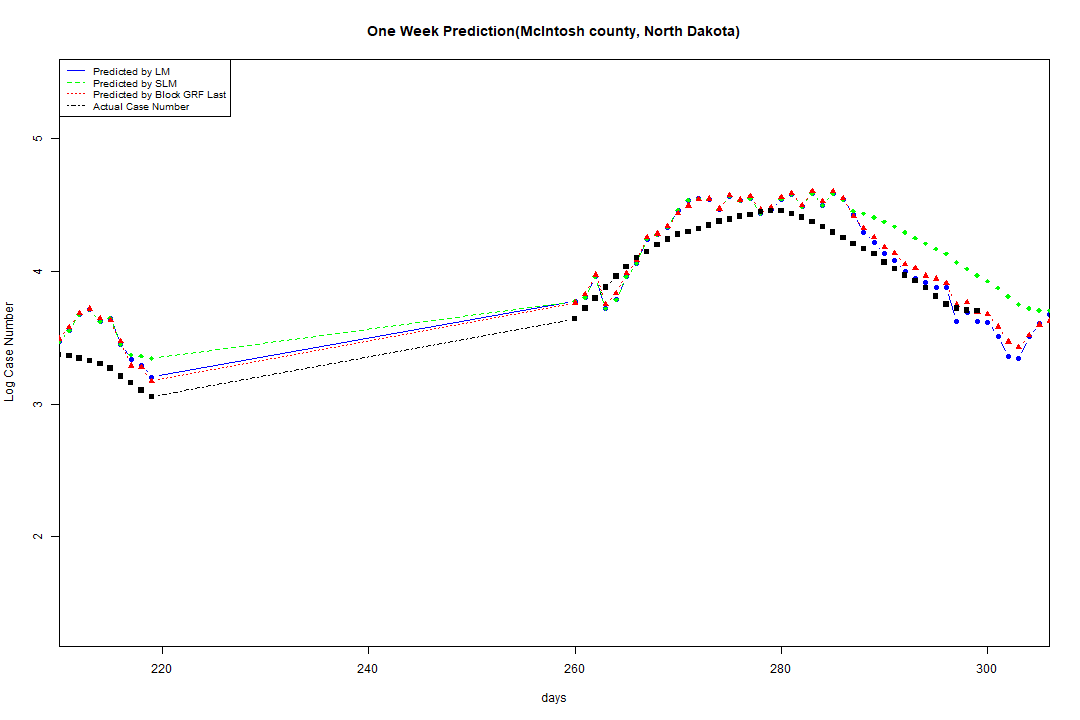 One Week Prediction(McIntosh county, North Dakota)
Predicted by LM
Predicted by SLM
Predicted by Block GRF Last
Actual Case Number
5
4
3
2
Log Case Number
220 240 260 280 300
days